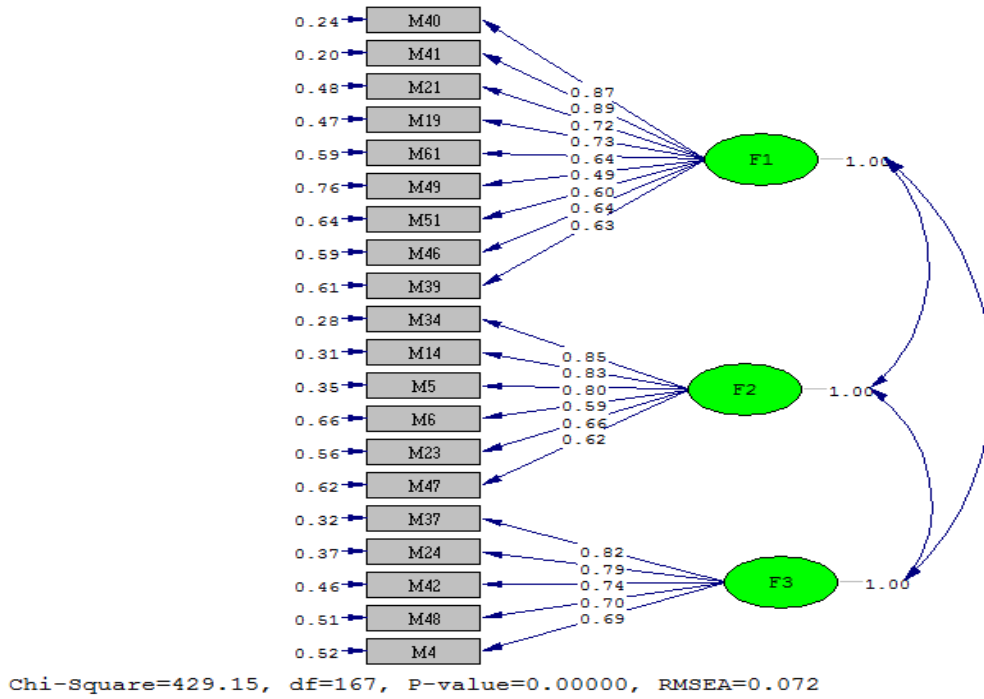 0.24 M40
0.20 M41
0.48 M21 0.87
0.47 M19 0.89
0.59 M61 0.72
0.76 M49 0.73
0.64 M51 0.64
0.59 M46 0.49
0.61 M39 0.60
0.64
0.63
F1 1.00
0.28 M34
0.31 M14 0.85
0.35 M5 0.83
0.66 M6 0.80
0.56 M23 0.59
0.62 M47 0.66
0.62
F2 1.00
0.32 M37
0.37 M24 0.82
0.46 M42 0.79
0.51 M48 0.74
0.52 M4 0.70
0.69
F3 1.00
Chi-Square=429.15, df=167, P-value=0.00000, RMSEA=0.072